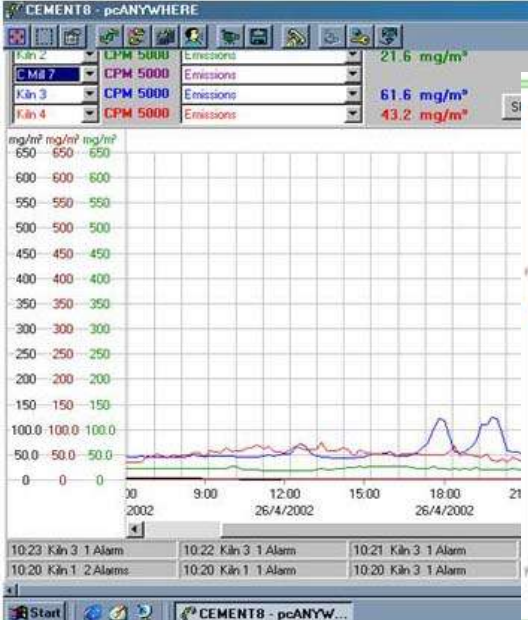 CEMENT8 - pcANYWHERE
Kiln 2 CPM 5000 Emissions 21.6 mg/m³
C Mill 7 CPM 5000 Emissions
Kiln 3 CPM 5000 Emissions 61.6 mg/m³
Kiln 4 CPM 5000 Emissions 43.2 mg/m³
mg/m³ mg/m³ mg/m³
650 650 650
600 600 600
550 550 550
500 500 500
450 450 450
400 400 400
350 350 350
300 300 300
250 250 250
200 200 200
150 150 150
100.0 100.0 100.0
50.0 50.0 50.0
0 0 0
00 9:00 12:00 15:00 18:00 21
2002 26/4/2002 26/4/2002
10:23 Kiln 3 1 Alarm 10:22 Kiln 3 1 Alarm 10:21 Kiln 3 1 Alarm
10:20 Kiln 1 2 Alarms 10:20 Kiln 1 1 Alarm 10:20 Kiln 3 1 Alarm
Start CEMENT8 - pcANYW...